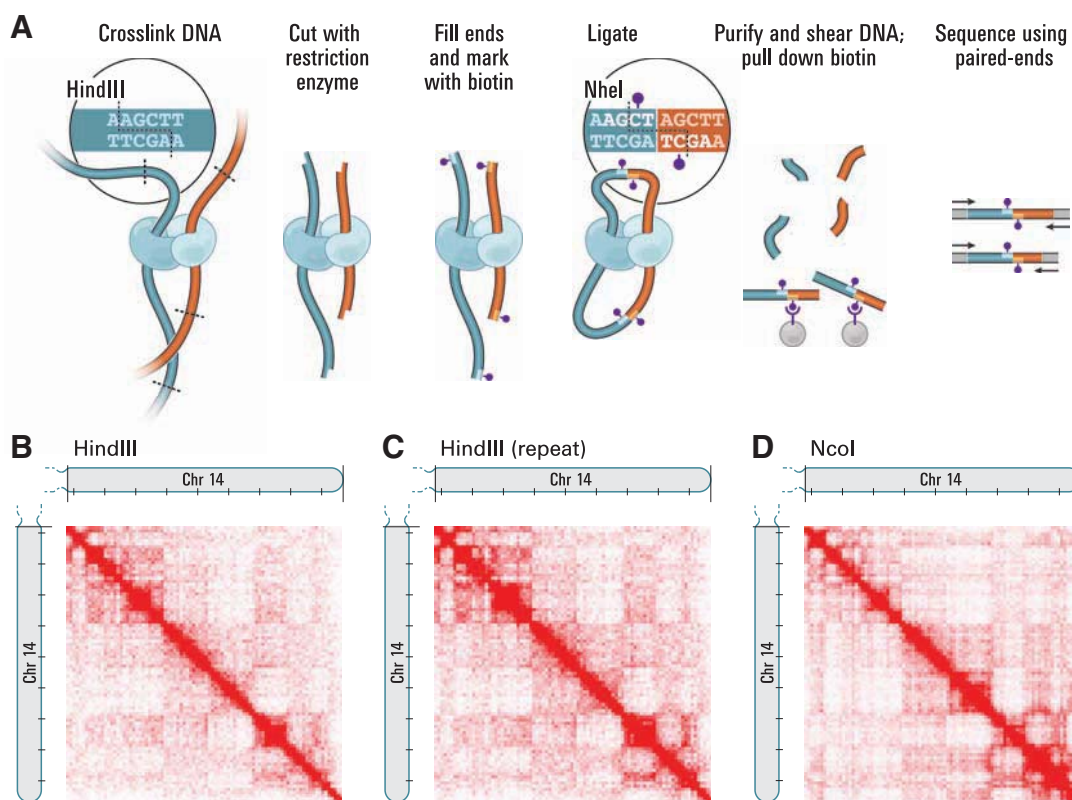 A
Crosslink DNA
Cut with
restriction
enzyme
Fill ends
and mark
with biotin
Ligate
Purify and shear DNA;
pull down biotin
Sequence using
paired-ends
HindIII
AAGCTT
TTCGAA
NheI
AAGCT AGCTT
TTCGA TCGAA
B HindIII
Chr 14
Chr 14
C HindIII (repeat)
Chr 14
Chr 14
D NcoI
Chr 14
Chr 14